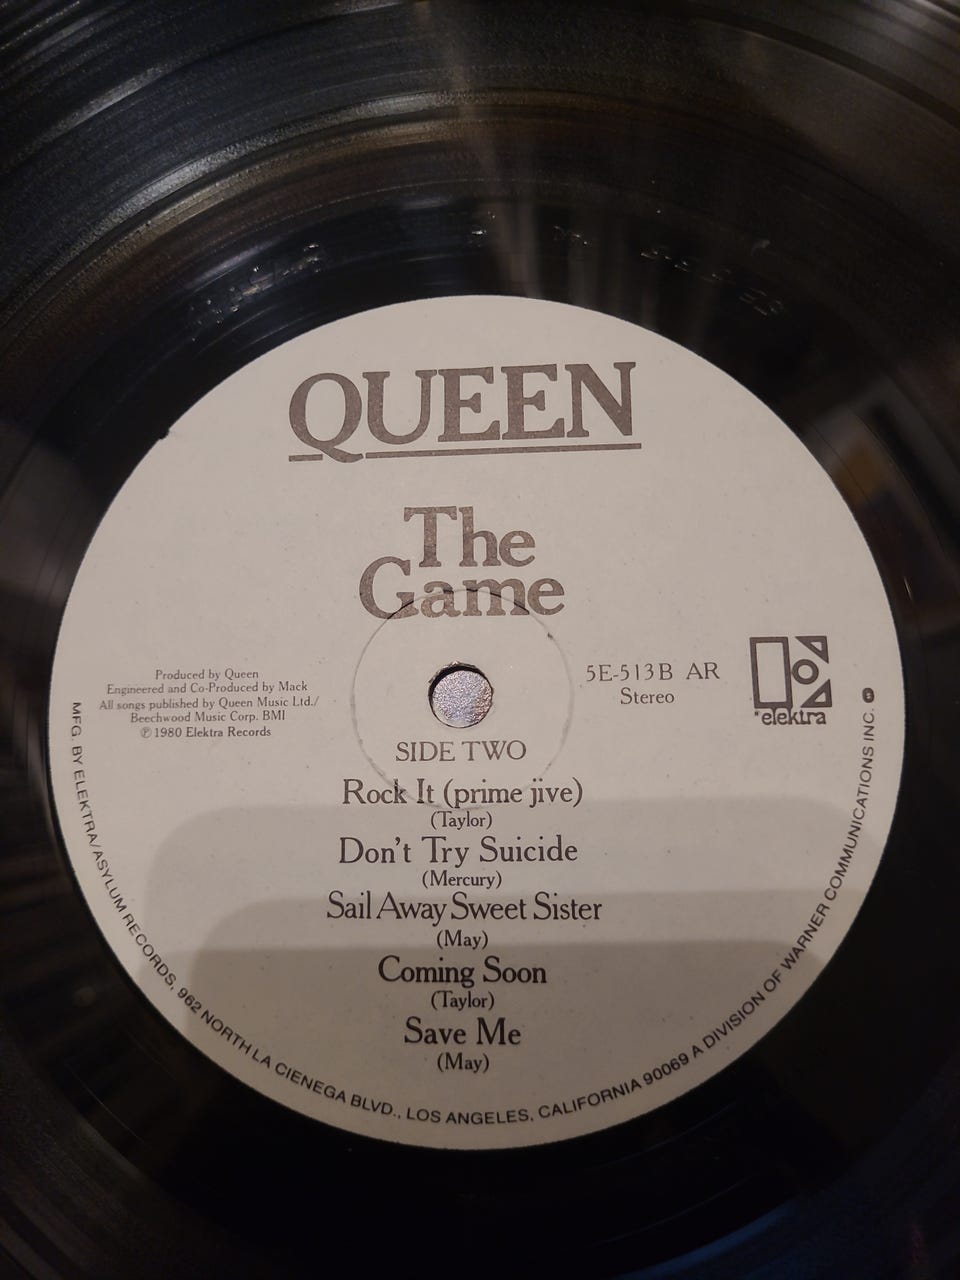 QUEEN
The
Game
Produced by Queen
Engineered and Co-Produced by Mack
All songs published by Queen Music Ltd./
Beechwood Music Corp. BMI
℗ 1980 Elektra Records
5E-513B AR
Stereo
elektra
SIDE TWO
Rock It (prime jive)
(Taylor)
Don't Try Suicide
(Mercury)
Sail Away Sweet Sister
(May)
Coming Soon
(Taylor)
Save Me
(May)
MFG. BY ELEKTRA/ASYLUM RECORDS, 962 NORTH LA CIENEGA BLVD., LOS ANGELES, CALIFORNIA 90069 A DIVISION OF WARNER COMMUNICATIONS INC.